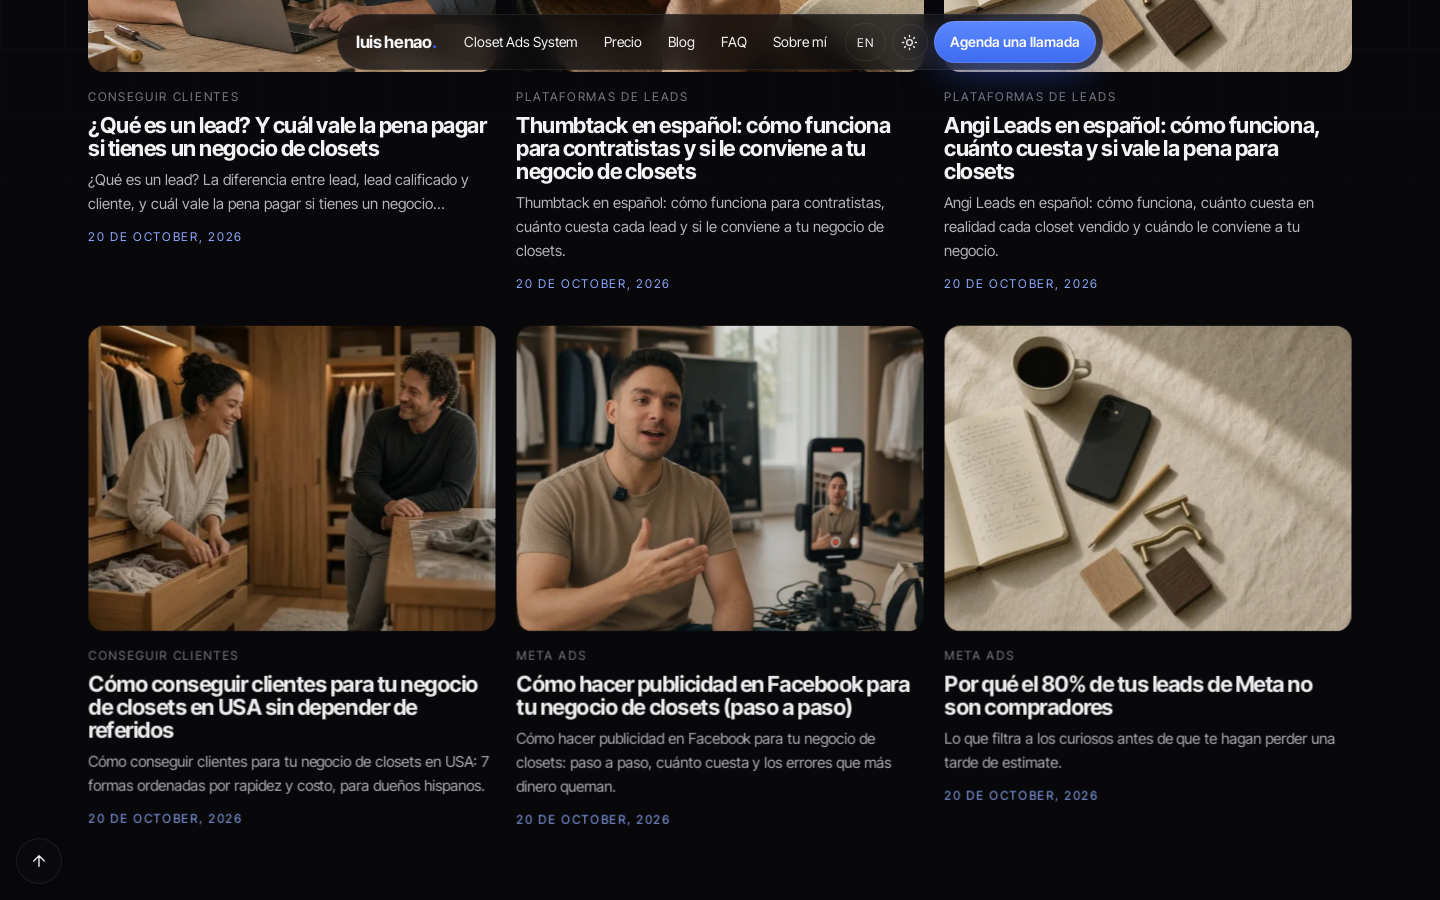 luis henao.
Closet Ads System
Precio
Blog
FAQ
Sobre mí
EN
Agenda una llamada
CONSEGUIR CLIENTES
¿Qué es un lead? Y cuál vale la pena pagar
si tienes un negocio de closets
¿Qué es un lead? La diferencia entre lead, lead calificado y
cliente, y cuál vale la pena pagar si tienes un negocio...
20 DE OCTOBER, 2026
PLATAFORMAS DE LEADS
Thumbtack en español: cómo funciona
para contratistas y si le conviene a tu
negocio de closets
Thumbtack en español: cómo funciona para contratistas,
cuánto cuesta cada lead y si le conviene a tu negocio de
closets.
20 DE OCTOBER, 2026
PLATAFORMAS DE LEADS
Angi Leads en español: cómo funciona,
cuánto cuesta y si vale la pena para
closets
Angi Leads en español: cómo funciona, cuánto cuesta en
realidad cada closet vendido y cuándo le conviene a tu
negocio.
20 DE OCTOBER, 2026
CONSEGUIR CLIENTES
Cómo conseguir clientes para tu negocio
de closets en USA sin depender de
referidos
Cómo conseguir clientes para tu negocio de closets en USA: 7
formas ordenadas por rapidez y costo, para dueños hispanos.
20 DE OCTOBER, 2026
META ADS
Cómo hacer publicidad en Facebook para
tu negocio de closets (paso a paso)
Cómo hacer publicidad en Facebook para tu negocio de
closets: paso a paso, cuánto cuesta y los errores que más
dinero queman.
20 DE OCTOBER, 2026
META ADS
Por qué el 80% de tus leads de Meta no
son compradores
Lo que filtra a los curiosos antes de que te hagan perder una
tarde de estimate.
20 DE OCTOBER, 2026